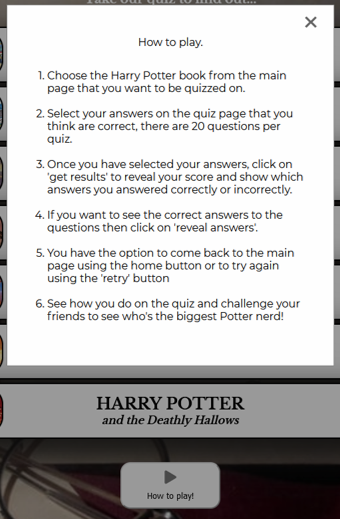 Take our quiz to find out...
How to play.
1. Choose the Harry Potter book from the main
page that you want to be quizzed on.
2. Select your answers on the quiz page that you
think are correct, there are 20 questions per
quiz.
3. Once you have selected your answers, click on
'get results' to reveal your score and show which
answers you answered correctly or incorrectly.
4. If you want to see the correct answers to the
questions then click on 'reveal answers'.
5. You have the option to come back to the main
page using the home button or to try again
using the 'retry' button
6. See how you do on the quiz and challenge your
friends to see who's the biggest Potter nerd!
HARRY POTTER
and the Deathly Hallows
How to play!